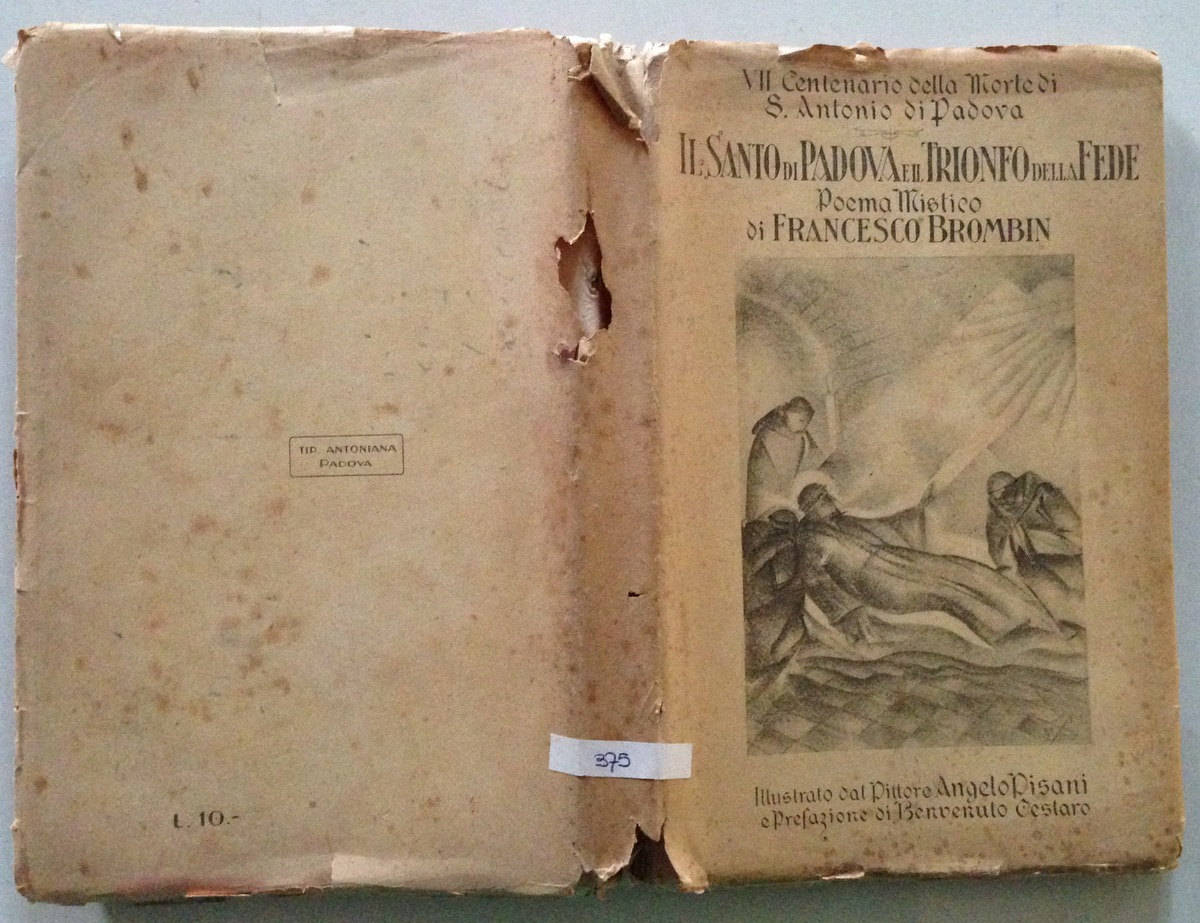 VII Centenario della Morte di
S. Antonio di Padova
IL SANTO DI PADOVA E IL TRIONFO DELLA FEDE
Poema Mistico
di FRANCESCO BROMBIN
Illustrato dal Pittore Angelo Pisani
e Prefazione di Benvenuto Cestaro
375
TIP. ANTONIANA
PADOVA
L. 10.-